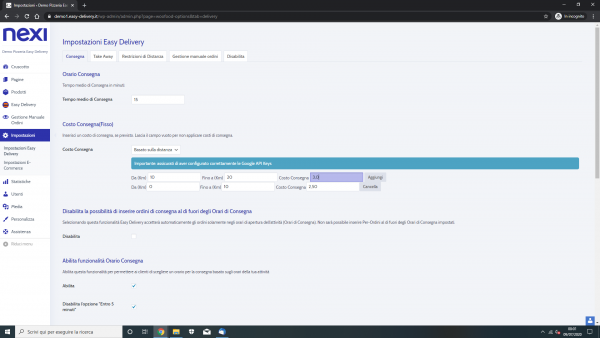 Impostazioni - Demo Pizzeria Eas
demo1.easy-delivery.it/wp-admin/admin.php?page=wcsfscf-options&tab=delivery
In incognito
nexi
Demo Pizzeria Easy Delivery
Cruscotto
Pagine
Prodotti
Easy Delivery
Gestione Manuale
Ordini
Impostazioni
Impostazioni Easy
Delivery
Impostazioni E-
Commerce
Statistiche
Utenti
Media
Personalizza
Assistenza
Riduci menu
Impostazioni Easy Delivery
Consegna
Take Away
Restrizioni di Distanza
Gestione manuale ordini
Disabilita
Orario Consegna
Tempo medio di Consegna in minuti.
Tempo medio di Consegna
15
Costo Consegna(Fisso)
Inserisci un costo di consegna, se previsto. Lascia il campo vuoto per non applicare costi di consegna.
Costo Consegna
Basato sulla distanza
Importante: assicurati di aver configurato correttamente le Google API Keys
Da (Km) 10 Fino a (Km) 20 Costo Consegna 3.0 Aggiungi
Da (Km) 0 Fino a (Km) 10 Costo Consegna 2.50 Cancella
Disabilita la possibilità di inserire ordini di consegna al di fuori degli Orari di Consegna
Selezionando questa funzionalità Easy Delivery accetterà automaticamente gli ordini solamente negli orari di apertura dell'attività (Orari di Consegna). Non sarà possibile inserire Pre-Ordini al di fuori degli Orari di Consegna impostati.
Disabilita
Abilita funzionalità Orario Consegna
Abilita questa funzionalità per permettere ai clienti di scegliere un orario per la consegna basato sugli orari della tua attività.
Abilita
Disabilita l'opzione "Entro 5
minuti"
Scrivi qui per eseguire la ricerca
09/07/2020